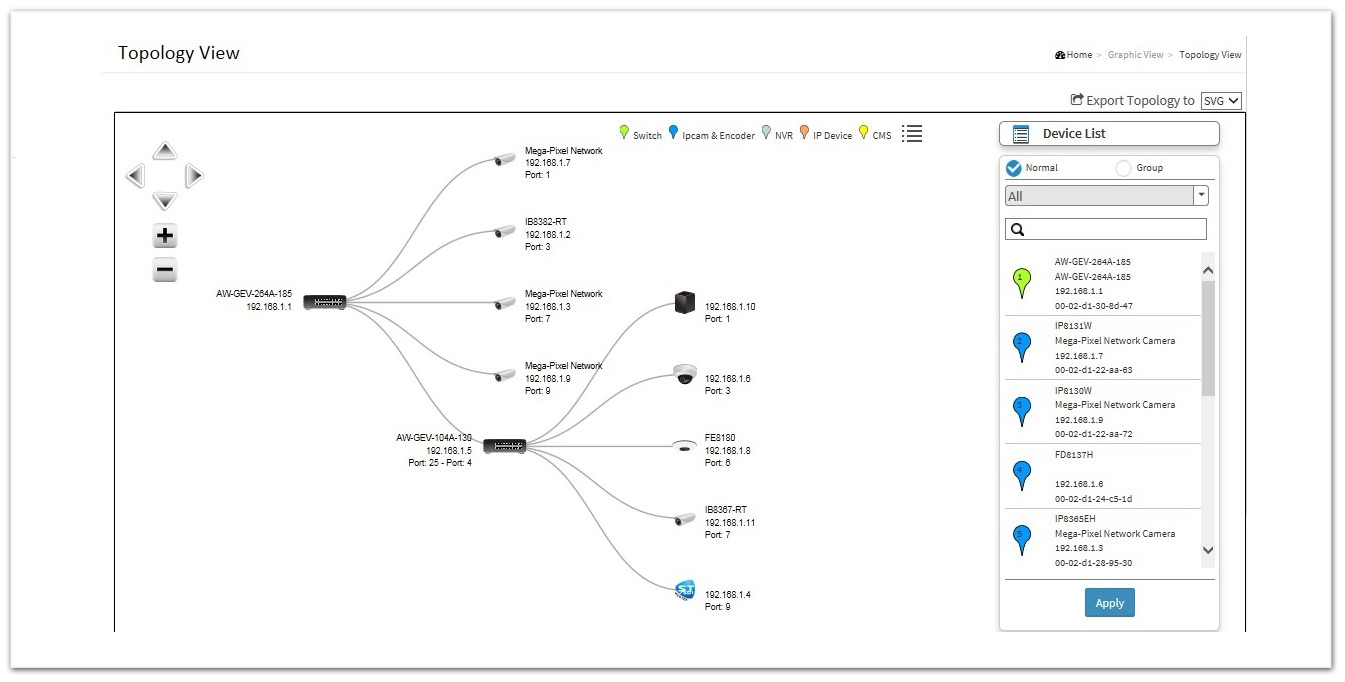 Topology View
Home > Graphic View > Topology View
Export Topology to SVG
Switch Ipcam & Encoder NVR IP Device CMS
Mega-Pixel Network
192.168.1.7
Port: 1
IB8382-RT
192.168.1.2
Port: 3
AW-GEV-264A-185
192.168.1.1
Mega-Pixel Network
192.168.1.3
Port: 7
Mega-Pixel Network
192.168.1.9
Port: 9
AW-GEV-104A-130
192.168.1.5
Port: 25 - Port: 4
192.168.1.10
Port: 1
192.168.1.6
Port: 3
FE8180
192.168.1.8
Port: 6
IB8367-RT
192.168.1.11
Port: 7
ST
192.168.1.4
Port: 9
Device List
Normal Group
All
1
AW-GEV-264A-185
AW-GEV-264A-185
192.168.1.1
00-02-d1-30-8d-47
2
IP8131W
Mega-Pixel Network Camera
192.168.1.7
00-02-d1-22-aa-63
3
IP8130W
Mega-Pixel Network Camera
192.168.1.9
00-02-d1-22-aa-72
4
FD8137H
192.168.1.6
00-02-d1-24-c5-1d
5
IP8365EH
Mega-Pixel Network Camera
192.168.1.3
00-02-d1-28-95-30
Apply